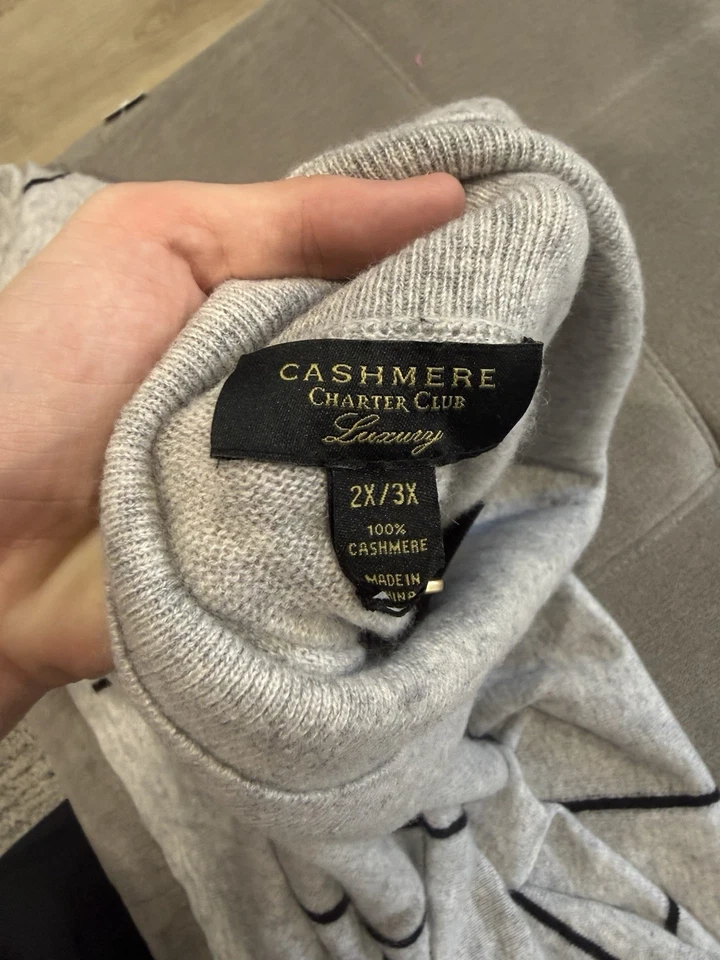 CASHMERE
CHARTER CLUB
Luxury
2X/3X
100%
CASHMERE
MADE IN